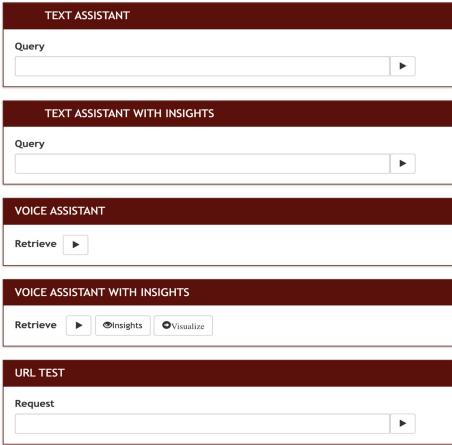 TEXT ASSISTANT
Query
TEXT ASSISTANT WITH INSIGHTS
Query
VOICE ASSISTANT
Retrieve
VOICE ASSISTANT WITH INSIGHTS
Retrieve Insights Visualize
URL TEST
Request